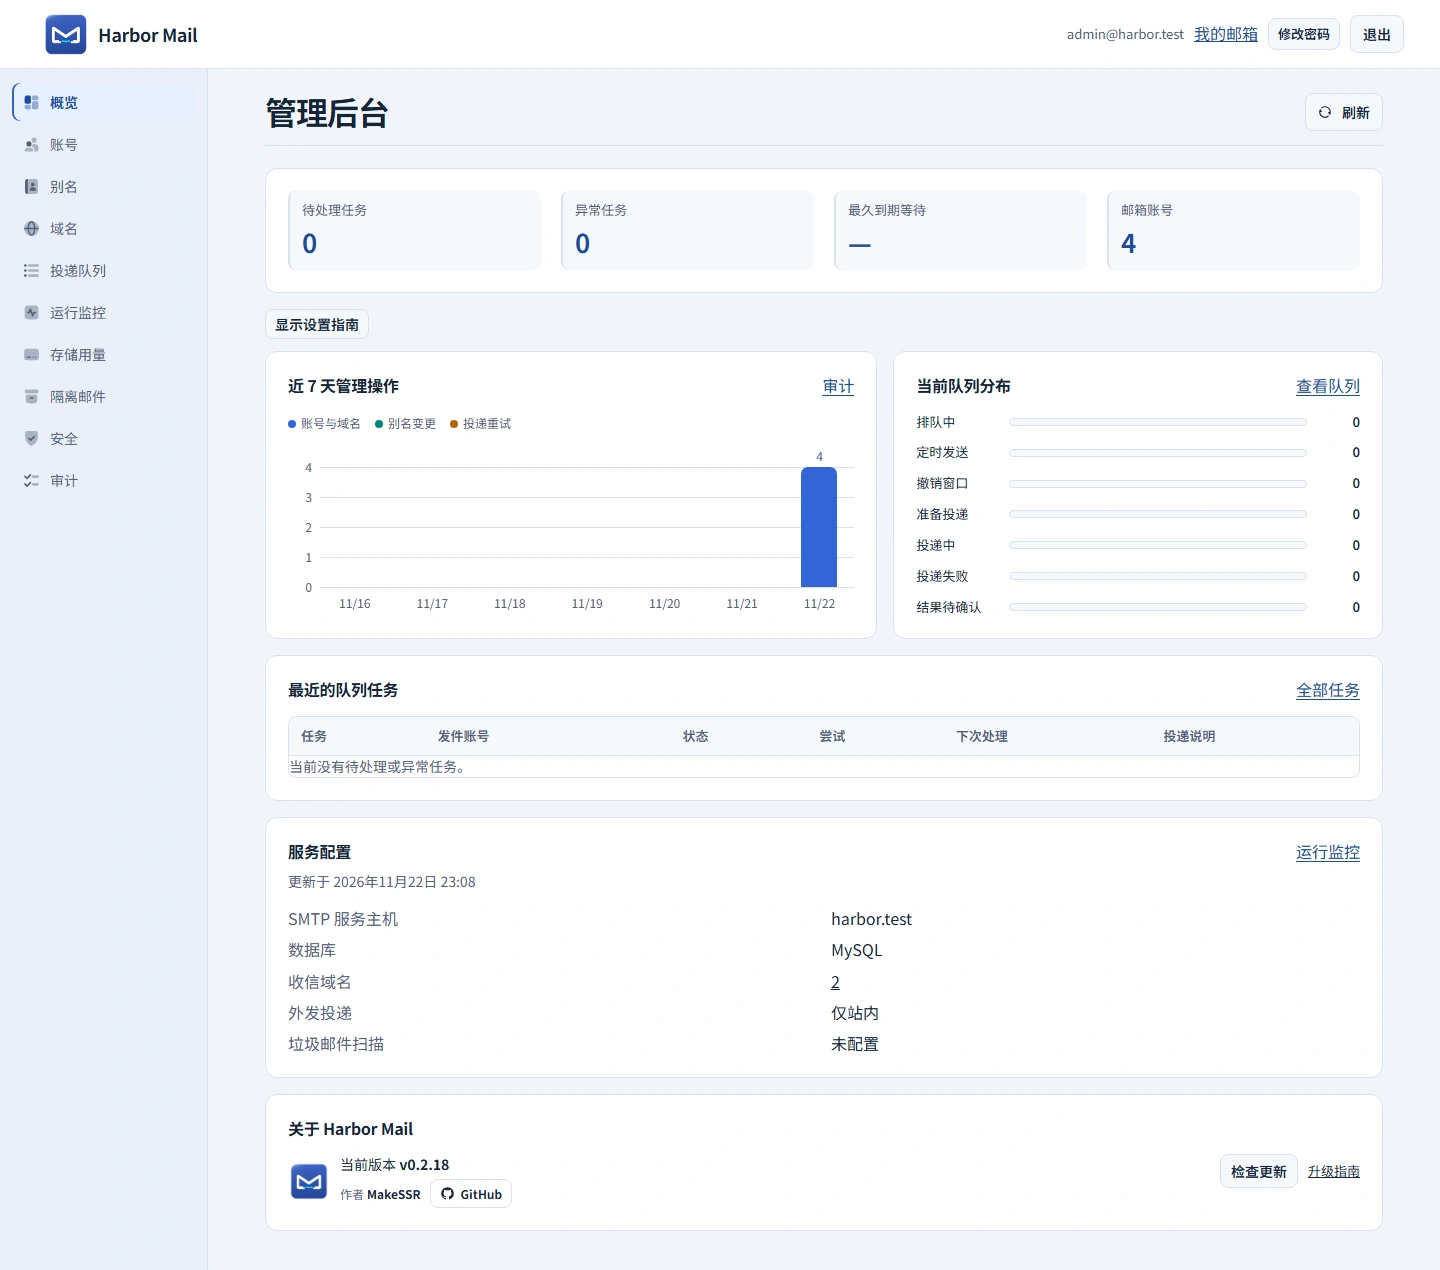 Harbor Mail
admin@harbor.test 我的邮箱 修改密码 退出
概览
账号
别名
域名
投递队列
运行监控
存储用量
隔离邮件
安全
审计
管理后台
刷新
待处理任务
0
异常任务
0
最久到期等待
—
邮箱账号
4
显示设置指南
近 7 天管理操作 审计
账号与域名 别名变更 投递重试
4
4
3
2
1
0
11/16 11/17 11/18 11/19 11/20 11/21 11/22
当前队列分布 查看队列
排队中 0
定时发送 0
撤销窗口 0
准备投递 0
投递中 0
投递失败 0
结果待确认 0
最近的队列任务 全部任务
任务 发件账号 状态 尝试 下次处理 投递说明
当前没有待处理或异常任务。
服务配置 运行监控
更新于 2026年11月22日 23:08
SMTP 服务主机 harbor.test
数据库 MySQL
收信域名 2
外发投递 仅站内
垃圾邮件扫描 未配置
关于 Harbor Mail
当前版本 v0.2.18
作者 MakeSSR GitHub
检查更新 升级指南